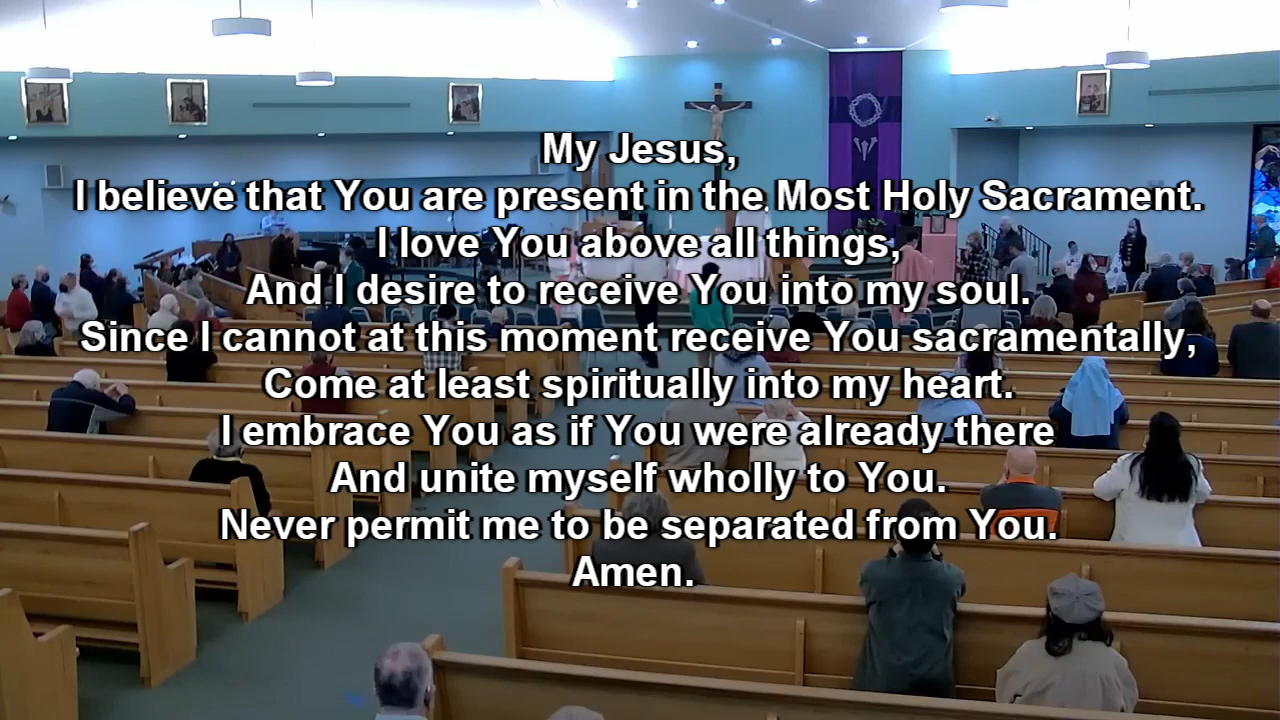 My Jesus,
I believe that You are present in the Most Holy Sacrament.
I love You above all things,
And I desire to receive You into my soul.
Since I cannot at this moment receive You sacramentally,
Come at least spiritually into my heart.
I embrace You as if You were already there
And unite myself wholly to You.
Never permit me to be separated from You.
Amen.